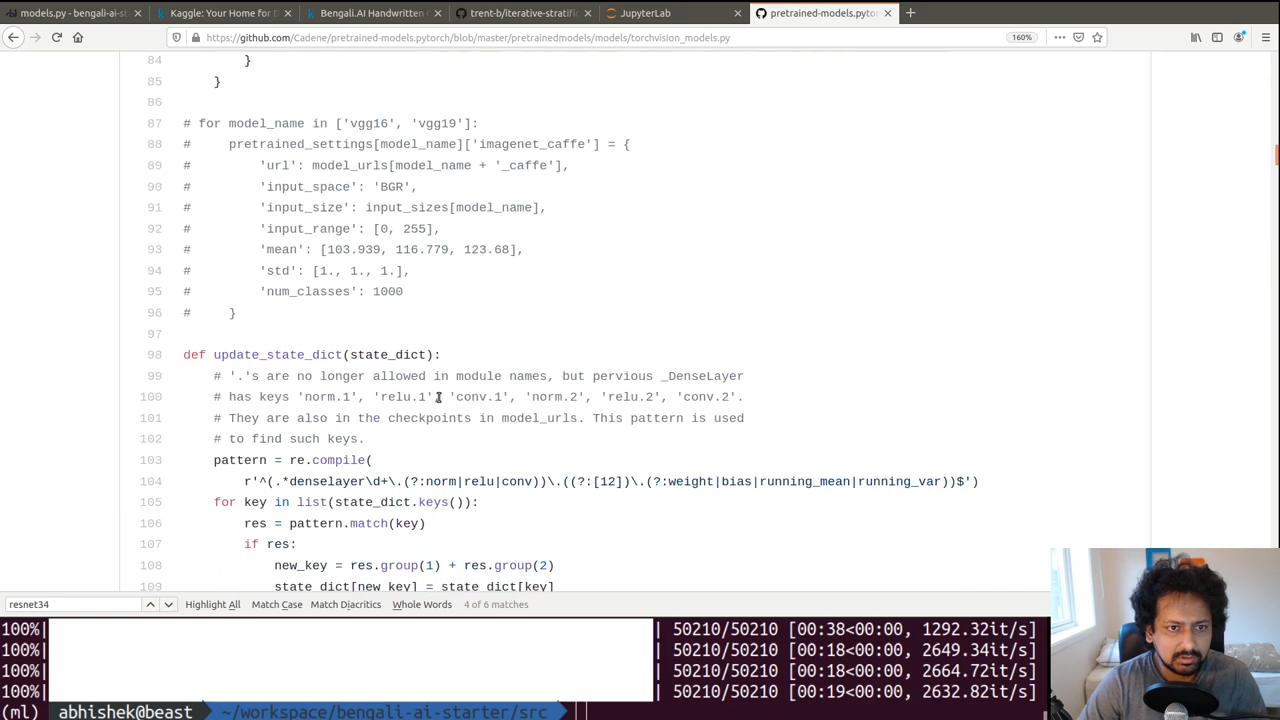 models.py - bengali-ai-st
Kaggle: Your Home for D
Bengali.AI Handwritten G
trent-b/iterative-stratifi
JupyterLab
pretrained-models.pytor
https://github.com/Cadene/pretrained-models.pytorch/blob/master/pretrainedmodels/models/torchvision_models.py
160%
84 }
85 }
86
87 # for model_name in ['vgg16', 'vgg19']:
88 # pretrained_settings[model_name]['imagenet_caffe'] = {
89 # 'url': model_urls[model_name + '_caffe'],
90 # 'input_space': 'BGR',
91 # 'input_size': input_sizes[model_name],
92 # 'input_range': [0, 255],
93 # 'mean': [103.939, 116.779, 123.68],
94 # 'std': [1., 1., 1.],
95 # 'num_classes': 1000
96 # }
97
98 def update_state_dict(state_dict):
99 # '.'s are no longer allowed in module names, but pervious _DenseLayer
100 # has keys 'norm.1', 'relu.1', 'conv.1', 'norm.2', 'relu.2', 'conv.2'.
101 # They are also in the checkpoints in model_urls. This pattern is used
102 # to find such keys.
103 pattern = re.compile(
104 r'^(.*denselayer\d+\.(?:norm|relu|conv))\.((?:[12])\.(?:weight|bias|running_mean|running_var))$')
105 for key in list(state_dict.keys()):
106 res = pattern.match(key)
107 if res:
108 new_key = res.group(1) + res.group(2)
109 state_dict[new_key] = state_dict[key]
resnet34
Highlight All
Match Case
Match Diacritics
Whole Words
4 of 6 matches
100%| | 50210/50210 [00:38<00:00, 1292.32it/s]
100%| | 50210/50210 [00:18<00:00, 2649.34it/s]
100%| | 50210/50210 [00:18<00:00, 2664.72it/s]
100%| | 50210/50210 [00:19<00:00, 2632.82it/s]
(ml) abhishek@beast ~/workspace/bengali-ai-starter/src